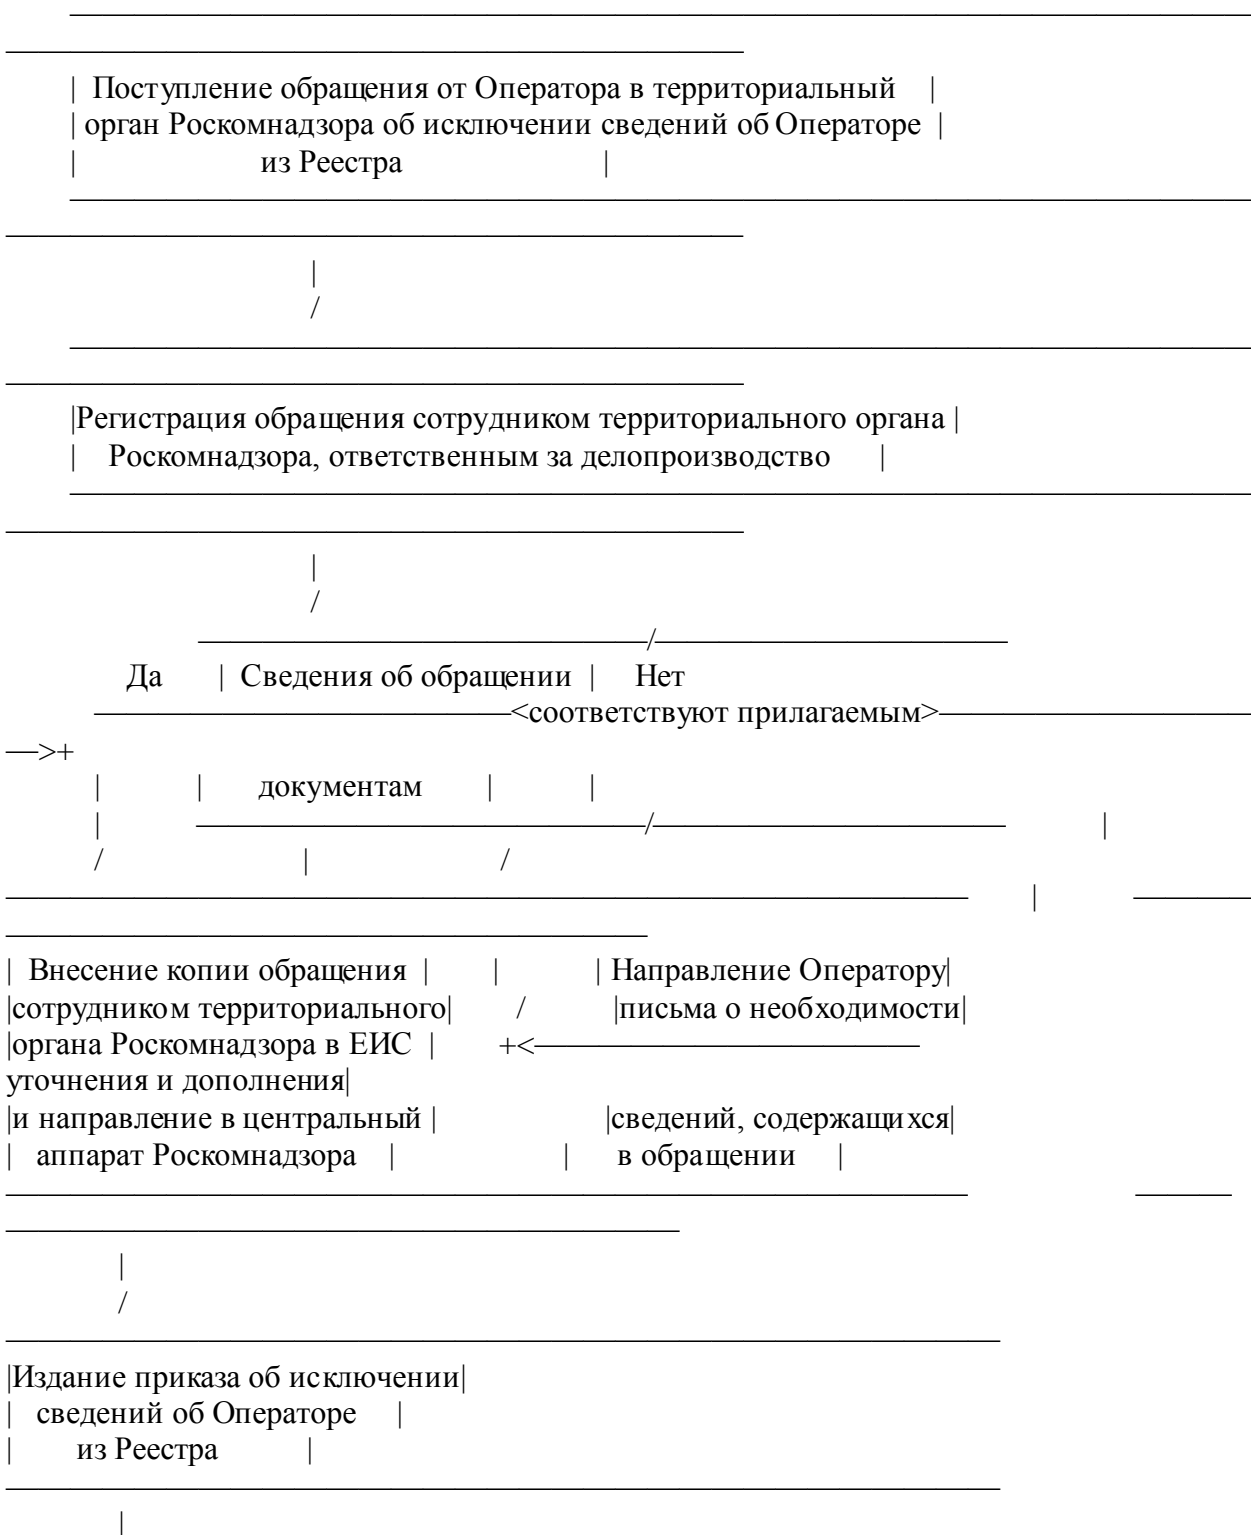 | Поступление обращения от Оператора в территориальный |
| орган Роскомнадзора об исключении сведений об Операторе |
| из Реестра |
|
/
|Регистрация обращения сотрудником территориального органа |
| Роскомнадзора, ответственным за делопроизводство |
|
/
/
Да | Сведения об обращении | Нет
<соответствуют прилагаемым>
—>+
| | документам | |
| / |
/ | /
|
| Внесение копии обращения | | | Направление Оператору|
|сотрудником территориального| / |письма о необходимости|
|органа Роскомнадзора в ЕИС | +<
уточнения и дополнения|
|и направление в центральный | |сведений, содержащихся|
| аппарат Роскомнадзора | | в обращении |
|
/
|Издание приказа об исключении|
| сведений об Операторе |
| из Реестра |
|